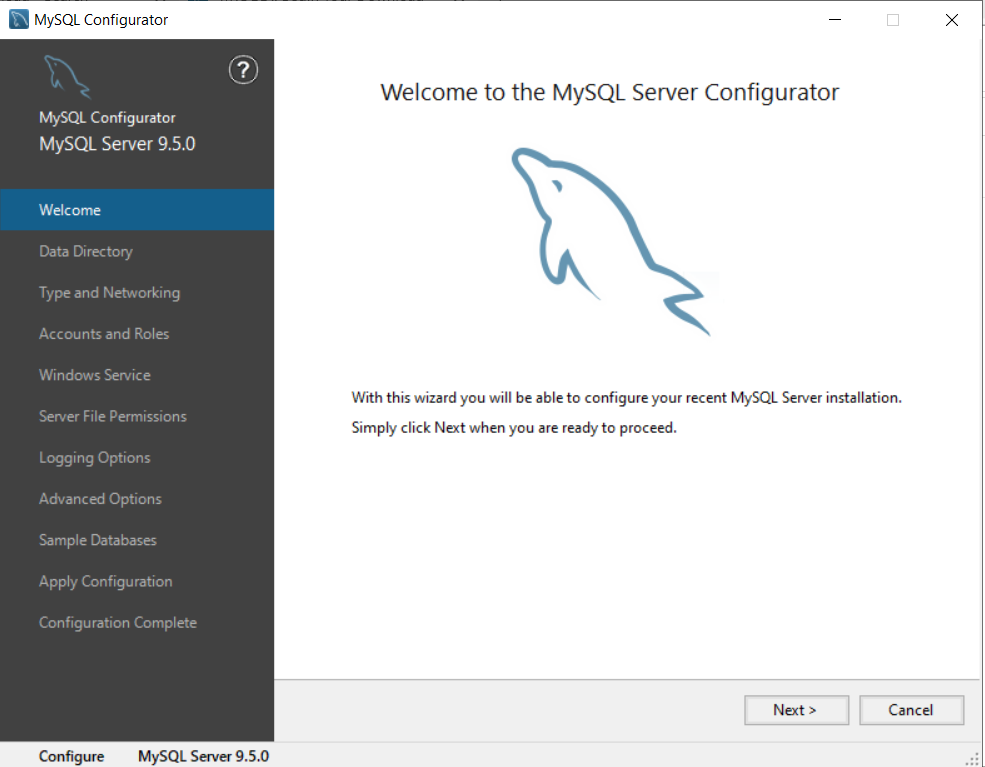 MySQL Configurator
?
MySQL Configurator
MySQL Server 9.5.0
Welcome
Data Directory
Type and Networking
Accounts and Roles
Windows Service
Server File Permissions
Logging Options
Advanced Options
Sample Databases
Apply Configuration
Configuration Complete
Welcome to the MySQL Server Configurator
With this wizard you will be able to configure your recent MySQL Server installation.
Simply click Next when you are ready to proceed.
Next > Cancel
Configure MySQL Server 9.5.0